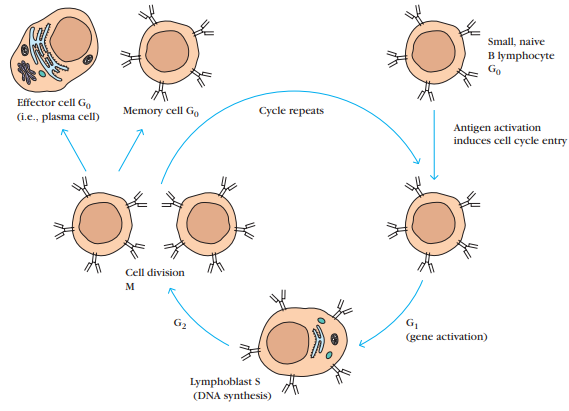 Small, naive
B lymphocyte
G0
Effector cell G0
(i.e., plasma cell)
Memory cell G0
Cycle repeats
Antigen activation
induces cell cycle entry
Cell division
M
G2
G1
(gene activation)
Lymphoblast S
(DNA synthesis)